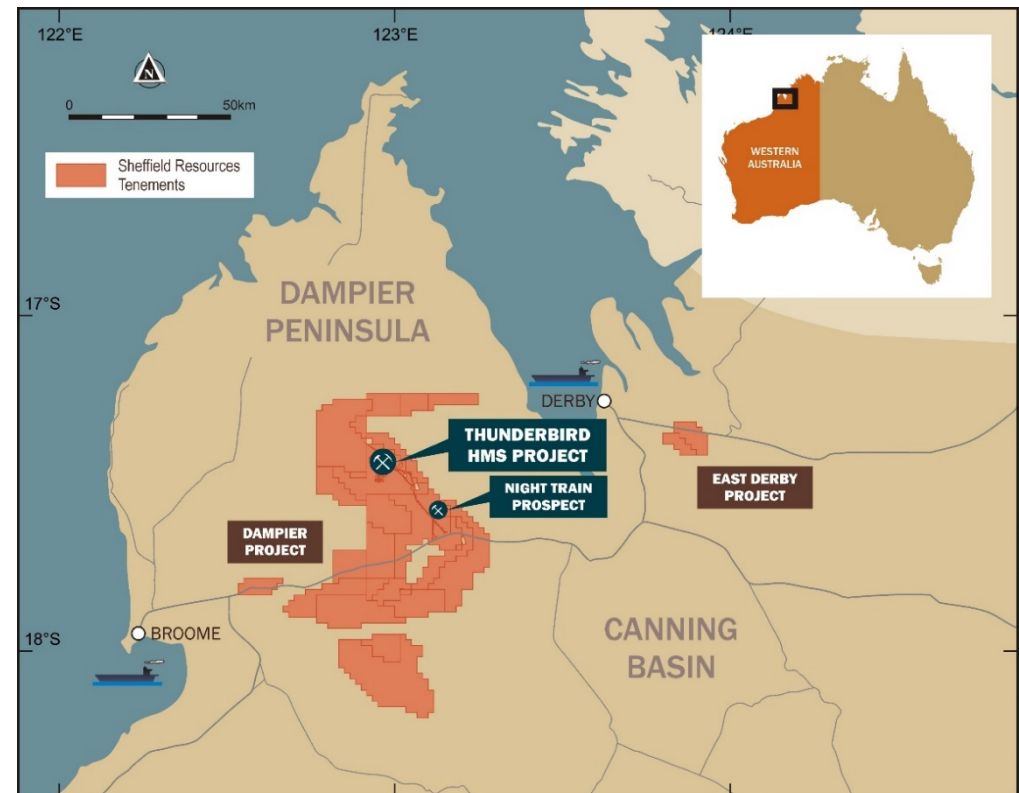 122°E
123°E
124°E
N
0
50km
Sheffield Resources
Tenements
WESTERN
AUSTRALIA
17°S
DAMPIER
PENINSULA
DERBY
THUNDERBIRD
HMS PROJECT
NIGHT TRAIN
PROSPECT
EAST DERBY
PROJECT
DAMPIER
PROJECT
BROOME
18°S
CANNING
BASIN